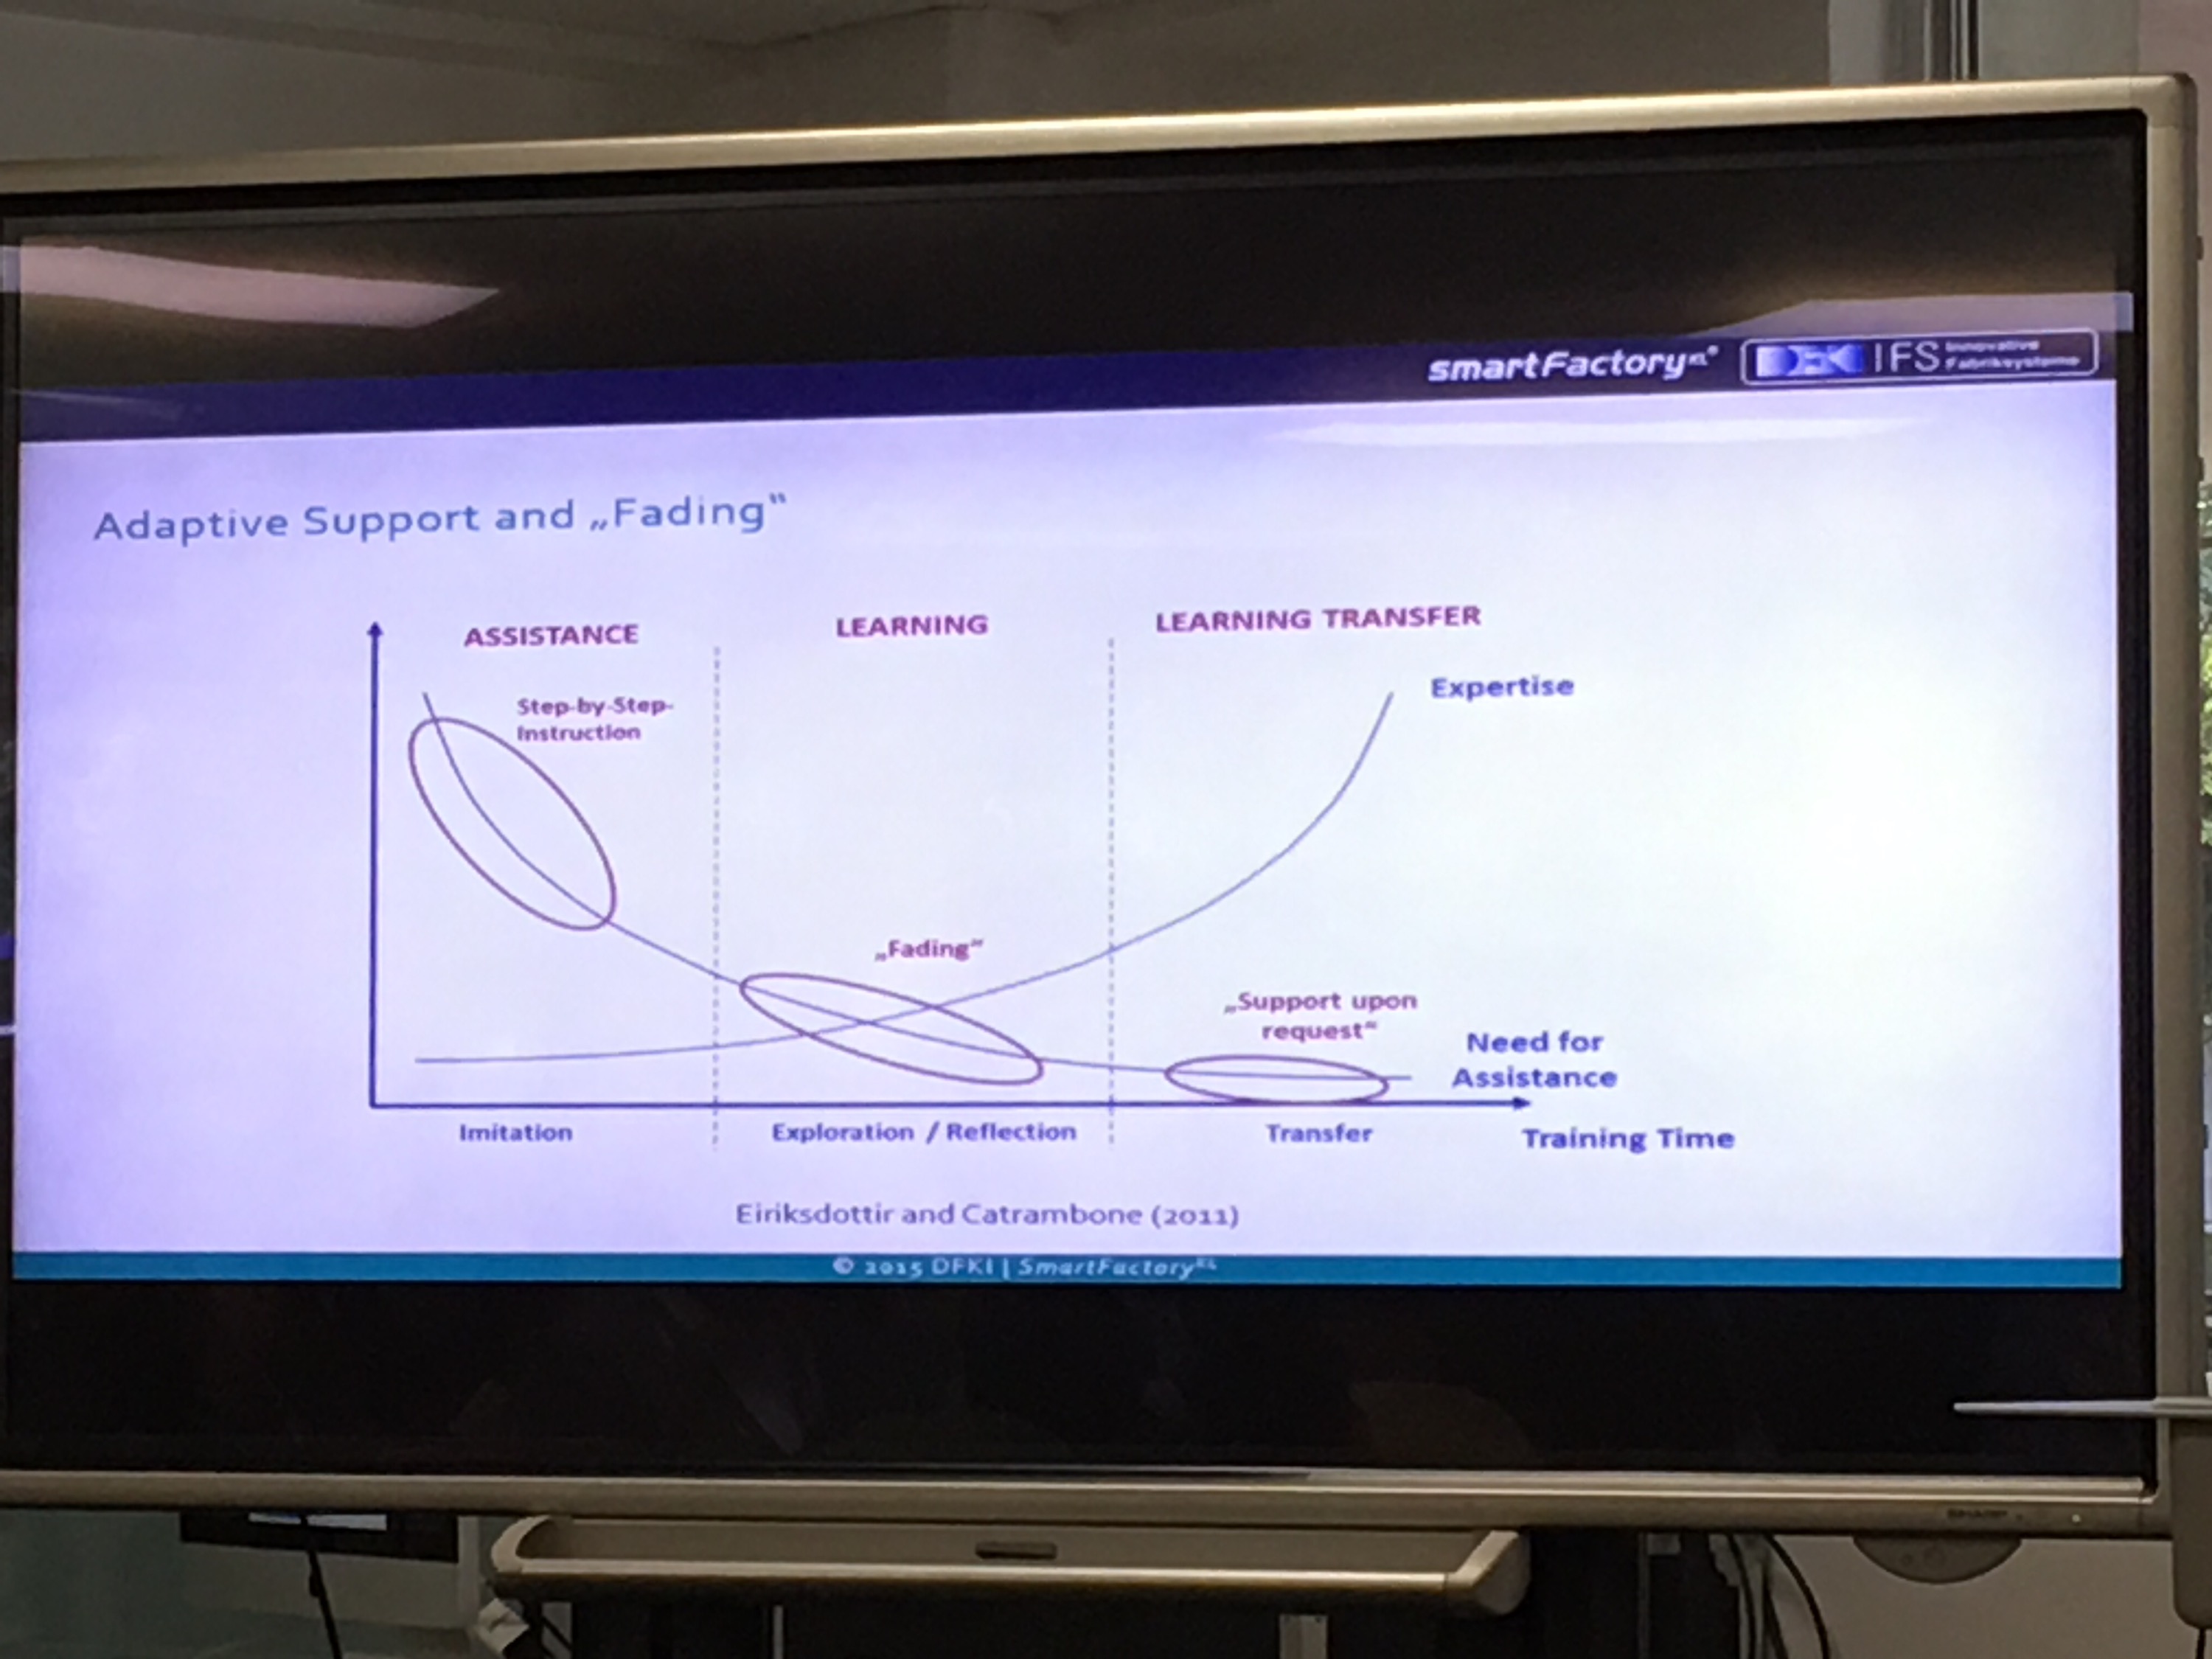 smartFactory KL
IFS Innovative
Fabriksysteme
Adaptive Support and „Fading“
ASSISTANCE
LEARNING
LEARNING TRANSFER
Step-by-Step-
Instruction
Expertise
„Fading“
„Support upon
request“
Need for
Assistance
Imitation
Exploration / Reflection
Transfer
Training Time
Eiriksdottir and Catrambone (2011)
© 2015 DFKI | SmartFactory KL
SHARP